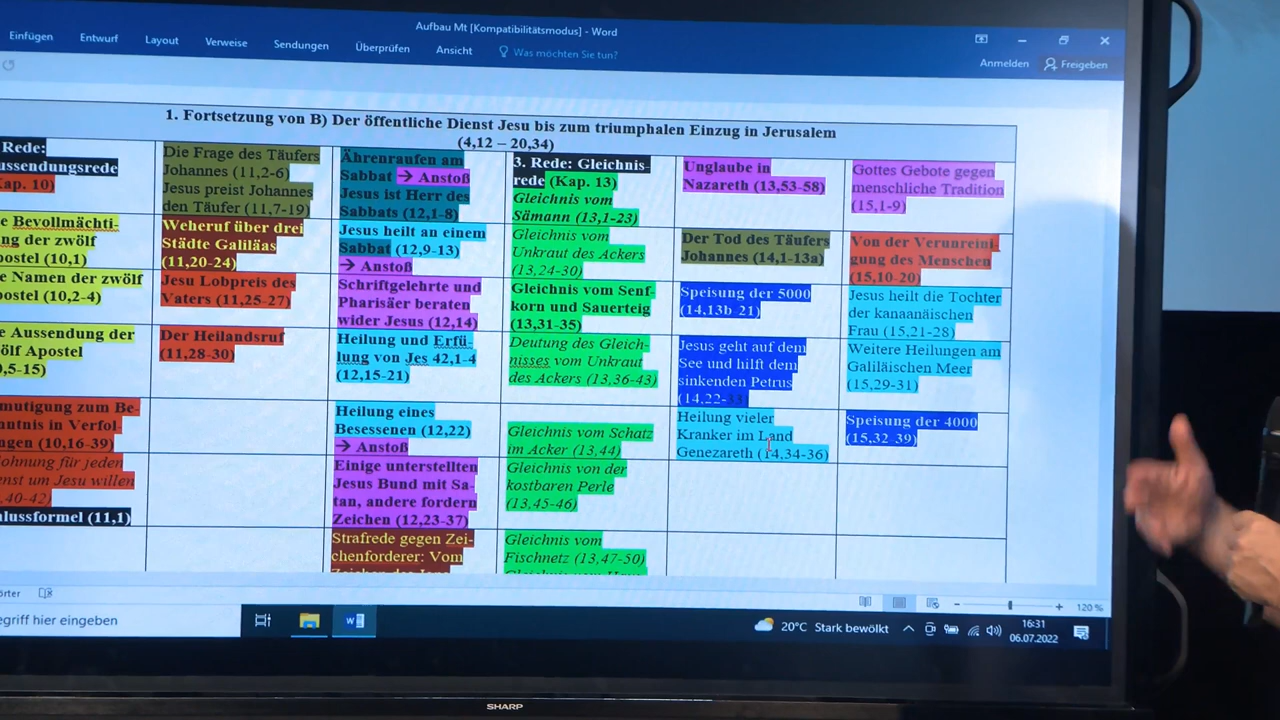 Aufbau Mt [Kompatibilitätsmodus] - Word
Einfügen Entwurf Layout Verweise Sendungen Überprüfen Ansicht Was möchten Sie tun? Anmelden Freigeben
1. Fortsetzung von B) Der öffentliche Dienst Jesu bis zum triumphalen Einzug in Jerusalem
(4,12 – 20,34)
Rede:
ussendungsrede
ap. 10)
e Bevollmächti-
ng der zwölf
postel (10,1)
e Namen der zwölf
postel (10,2-4)
e Aussendung der
ölf Apostel
0,5-15)
mutigung zum Be-
nntnis in Verfol-
ngen (10,16-39)
ohnung für jeden
enst um Jesu willen
,40-42)
lussformel (11,1)
Die Frage des Täufers
Johannes (11,2-6)
Jesus preist Johannes
den Täufer (11,7-19)
Weheruf über drei
Städte Galiläas
(11,20-24)
Jesu Lobpreis des
Vaters (11,25-27)
Der Heilandsruf
(11,28-30)
Ährenraufen am
Sabbat → Anstoß
Jesus ist Herr des
Sabbats (12,1-8)
Jesus heilt an einem
Sabbat (12,9-13)
→ Anstoß
Schriftgelehrte und
Pharisäer beraten
wider Jesus (12,14)
Heilung und Erfü-
lung von Jes 42,1-4
(12,15-21)
Heilung eines
Besessenen (12,22)
→ Anstoß
Einige unterstellten
Jesus Bund mit Sa-
tan, andere fordern
Zeichen (12,23-37)
Strafrede gegen Zei-
chenforderer: Vom
3. Rede: Gleichnis-
rede (Kap. 13)
Gleichnis vom
Sämann (13,1-23)
Gleichnis vom
Unkraut des Ackers
(13,24-30)
Gleichnis vom Senf-
korn und Sauerteig
(13,31-35)
Deutung des Gleich-
nisses vom Unkraut
des Ackers (13,36-43)
Gleichnis vom Schatz
im Acker (13,44)
Gleichnis von der
kostbaren Perle
(13,45-46)
Gleichnis vom
Fischnetz (13,47-50)
Unglaube in
Nazareth (13,53-58)
Der Tod des Täufers
Johannes (14,1-13a)
Speisung der 5000
(14,13b-21)
Jesus geht auf dem
See und hilft dem
sinkenden Petrus
(14,22-33)
Heilung vieler
Kranker im Land
Genezareth (14,34-36)
Gottes Gebote gegen
menschliche Tradition
(15,1-9)
Von der Verunreini-
gung des Menschen
(15,10-20)
Jesus heilt die Tochter
der kanaanäischen
Frau (15,21-28)
Weitere Heilungen am
Galiläischen Meer
(15,29-31)
Speisung der 4000
(15,32-39)
örter
120 %
egriff hier eingeben
20°C Stark bewölkt
16:31
06.07.2022
SHARP